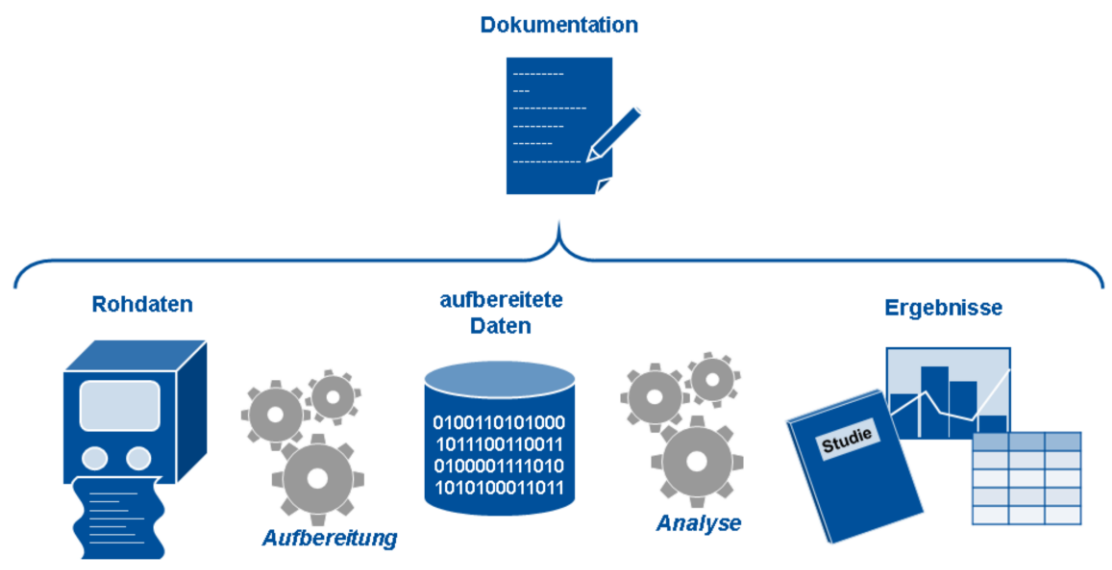 Dokumentation
Rohdaten
aufbereitete
Daten
Ergebnisse
0100110101000
1011100110011
0100001111010
1010100011011
Studie
Aufbereitung
Analyse